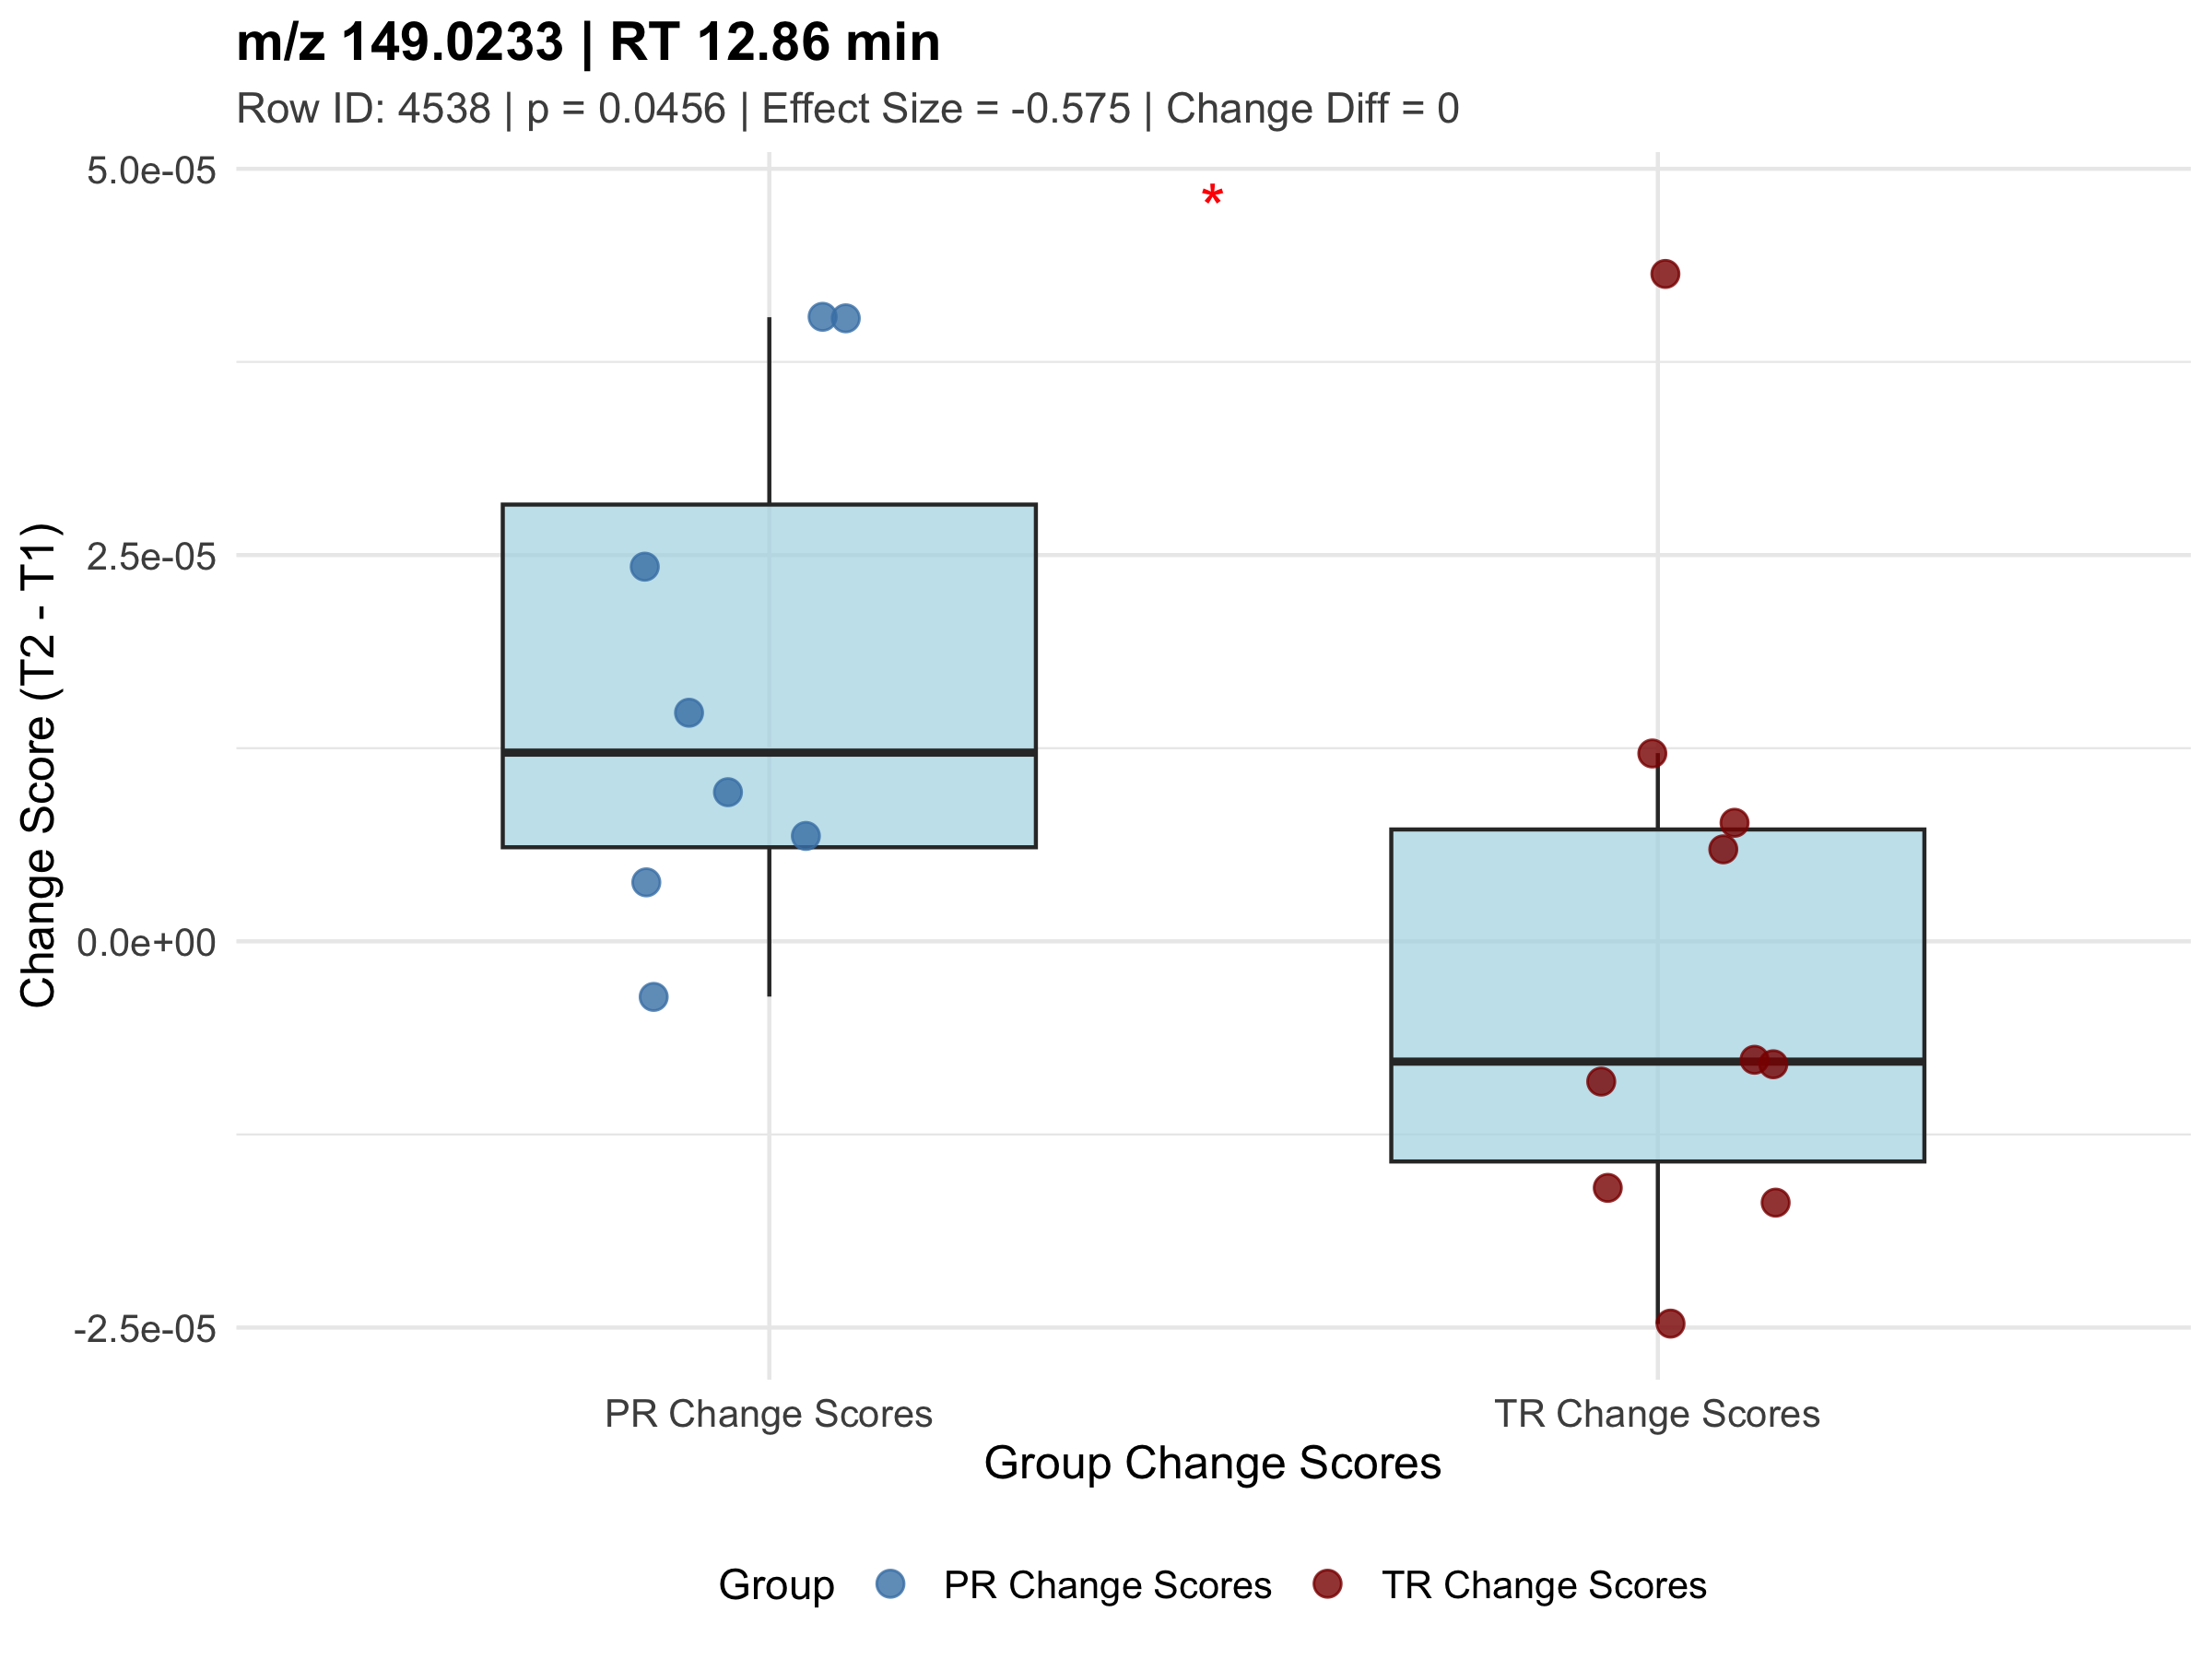 m/z 149.0233 | RT 12.86 min
Row ID: 4538 | p = 0.0456 | Effect Size = -0.575 | Change Diff = 0
Change Score (T2 - T1)
5.0e-05
2.5e-05
0.0e+00
-2.5e-05
*
PR Change Scores
TR Change Scores
Group Change Scores
Group
PR Change Scores
TR Change Scores